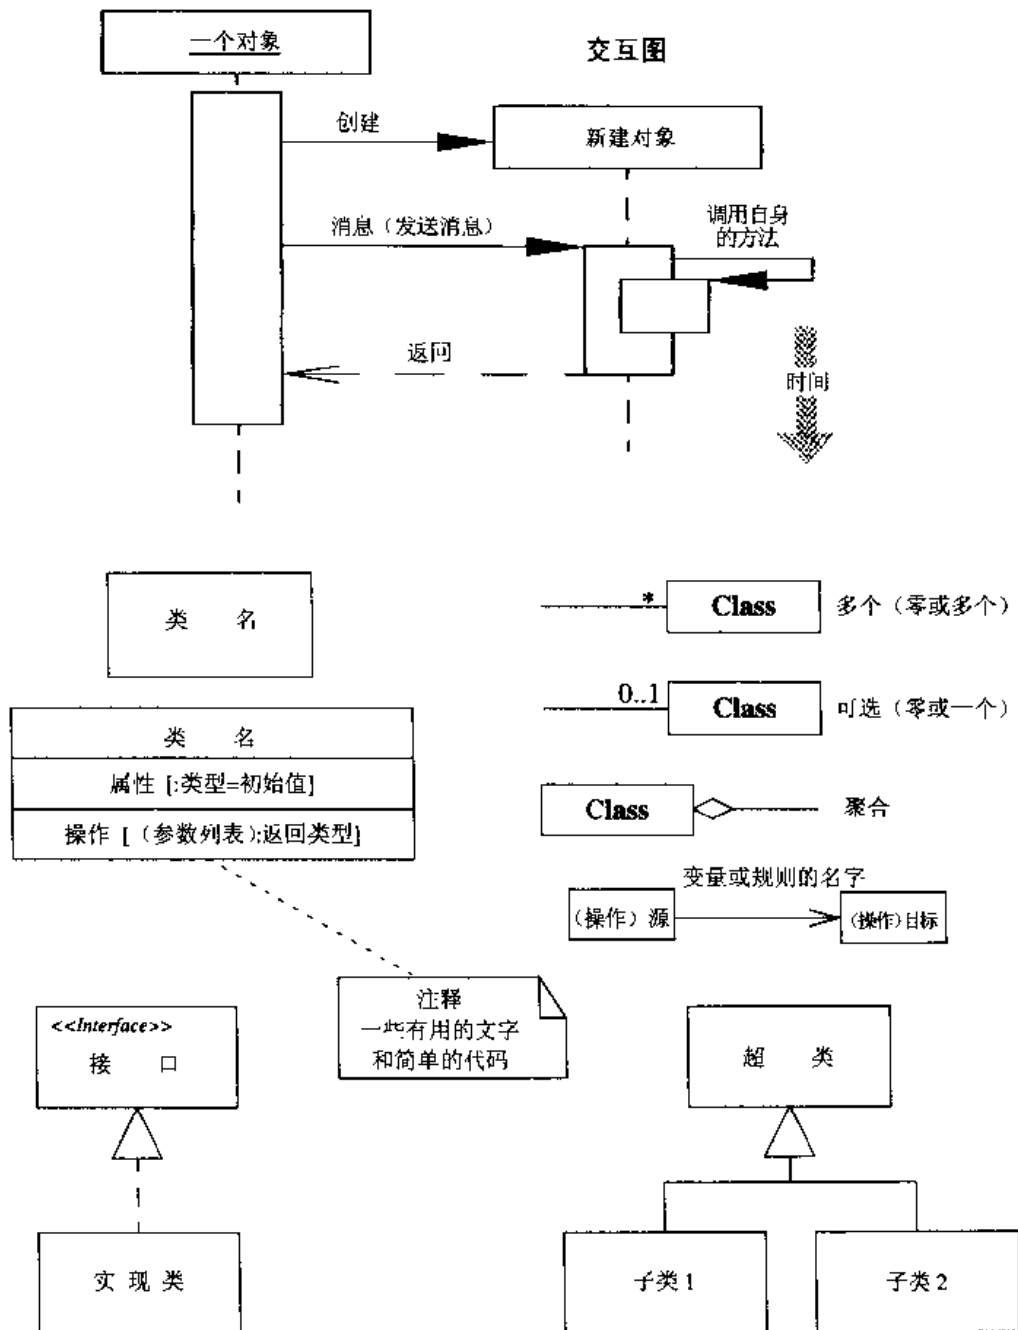 一个对象
交互图
创建
新建对象
消息（发送消息）
调用自身
的方法
返回
时间
类 名
* Class 多个（零或多个）
0..1 Class 可选（零或一个）
类 名
属性 [:类型=初始值]
操作 [（参数列表）:返回类型]
Class 聚合
变量或规则的名字
（操作）源
（操作）目标
注释
一些有用的文字
和简单的代码
<<Interface>>
接 口
超 类
实 现 类
子类 1
子类 2